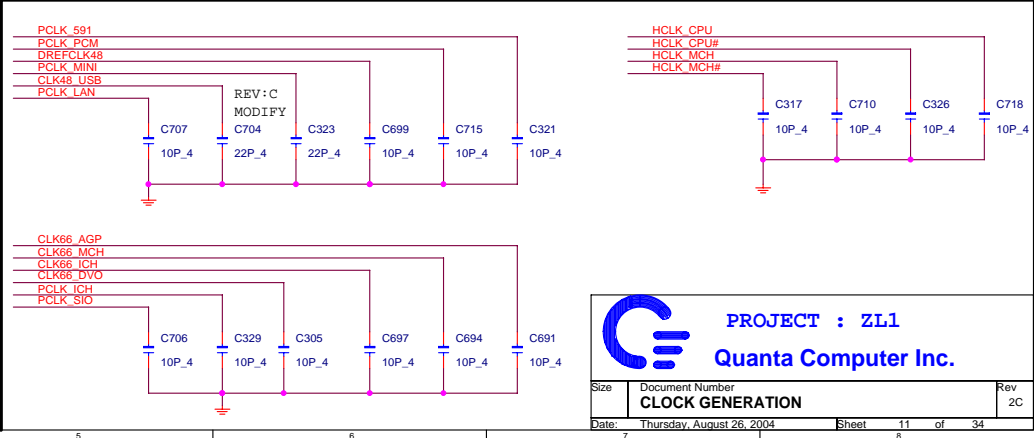 PCLK_591
PCLK_PCM
DREFCLK48
PCLK_MINI
CLK48_USB
PCLK_LAN
REV:C
MODIFY
C707 C704 C323 C699 C715 C321
10P_4 22P_4 22P_4 10P_4 10P_4 10P_4
HCLK_CPU
HCLK_CPU#
HCLK_MCH
HCLK_MCH#
C317 C710 C326 C718
10P_4 10P_4 10P_4 10P_4
CLK66_AGP
CLK66_MCH
CLK66_ICH
CLK66_DVO
PCLK_ICH
PCLK_SIO
C706 C329 C305 C697 C694 C691
10P_4 10P_4 10P_4 10P_4 10P_4 10P_4
PROJECT : ZL1
Quanta Computer Inc.
Size Document Number Rev
CLOCK GENERATION 2C
Date: Thursday, August 26, 2004 Sheet 11 of 34
5 6 7 8